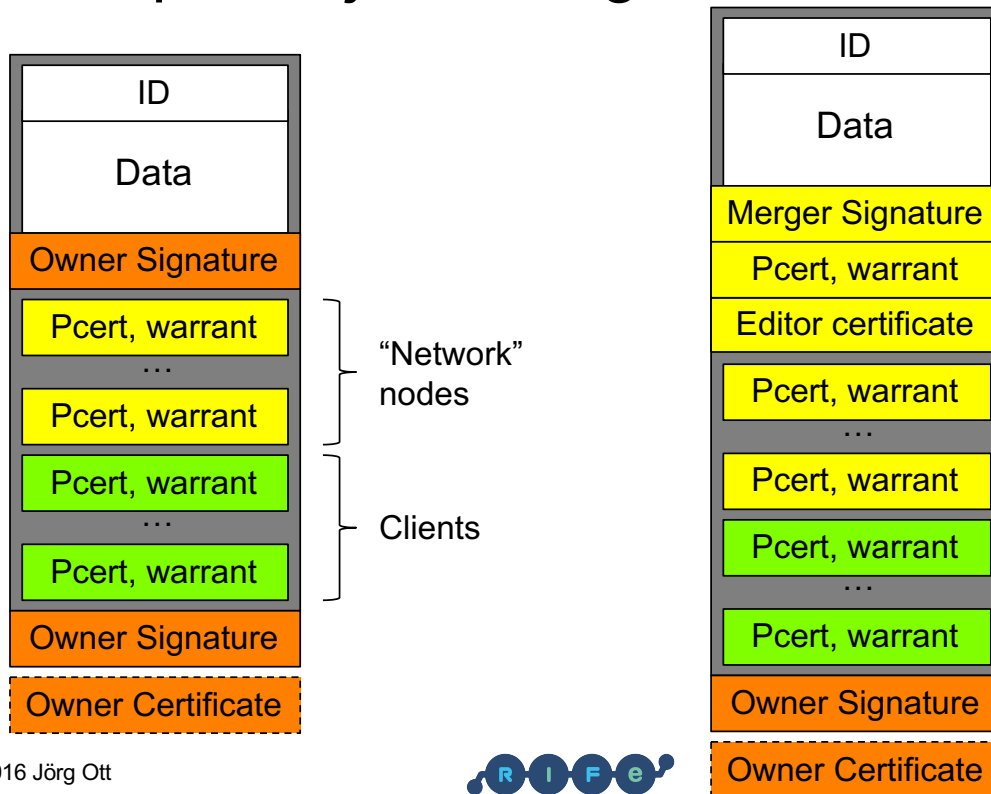 ID
Data
Owner Signature
Pcert, warrant
...
Pcert, warrant
Pcert, warrant
...
Pcert, warrant
Owner Signature
Owner Certificate
“Network”
nodes
Clients
ID
Data
Merger Signature
Pcert, warrant
Editor certificate
Pcert, warrant
...
Pcert, warrant
Pcert, warrant
...
Pcert, warrant
Owner Signature
Owner Certificate
16 Jörg Ott
R I F e